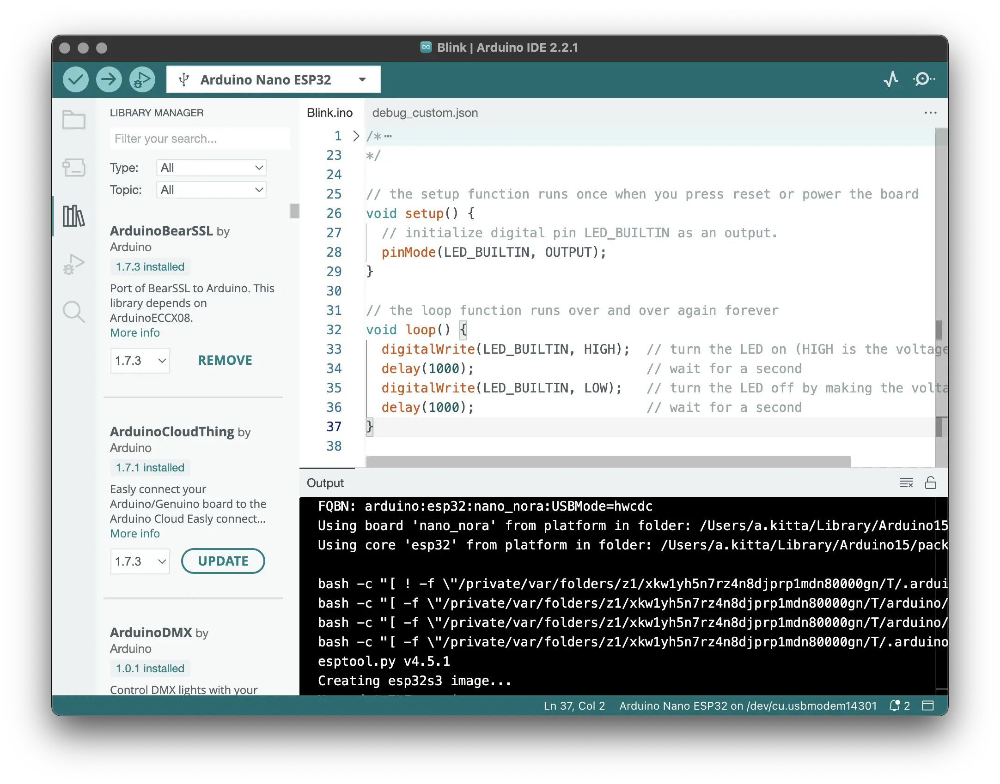 Blink | Arduino IDE 2.2.1
Arduino Nano ESP32
LIBRARY MANAGER
Filter your search...
Type: All
Topic: All
ArduinoBearSSL by
Arduino
1.7.3 installed
Port of BearSSL to Arduino. This
library depends on
ArduinoECCX08.
More info
1.7.3 REMOVE
ArduinoCloudThing by
Arduino
1.7.1 installed
Easly connect your
Arduino/Genuino board to the
Arduino Cloud Easly connect...
More info
1.7.3 UPDATE
ArduinoDMX by
Arduino
1.0.1 installed
Control DMX lights with your
Blink.ino debug_custom.json ...
1 /*...
23 */
24
25 // the setup function runs once when you press reset or power the board
26 void setup() {
27   // initialize digital pin LED_BUILTIN as an output.
28   pinMode(LED_BUILTIN, OUTPUT);
29 }
30
31 // the loop function runs over and over again forever
32 void loop() {
33   digitalWrite(LED_BUILTIN, HIGH);  // turn the LED on (HIGH is the voltage
34   delay(1000);                      // wait for a second
35   digitalWrite(LED_BUILTIN, LOW);   // turn the LED off by making the volta
36   delay(1000);                      // wait for a second
37 }
38
Output
FQBN: arduino:esp32:nano_nora:USBMode=hwcdc
Using board 'nano_nora' from platform in folder: /Users/a.kitta/Library/Arduino15
Using core 'esp32' from platform in folder: /Users/a.kitta/Library/Arduino15/pack
bash -c "[ ! -f \"/private/var/folders/z1/xkw1yh5n7rz4n8djprp1mdn80000gn/T/.ardui
bash -c "[ -f \"/private/var/folders/z1/xkw1yh5n7rz4n8djprp1mdn80000gn/T/arduino/
bash -c "[ -f \"/private/var/folders/z1/xkw1yh5n7rz4n8djprp1mdn80000gn/T/arduino/
bash -c "[ -f \"/private/var/folders/z1/xkw1yh5n7rz4n8djprp1mdn80000gn/T/.arduino
esptool.py v4.5.1
Creating esp32s3 image...
Ln 37, Col 2 Arduino Nano ESP32 on /dev/cu.usbmodem14301 2